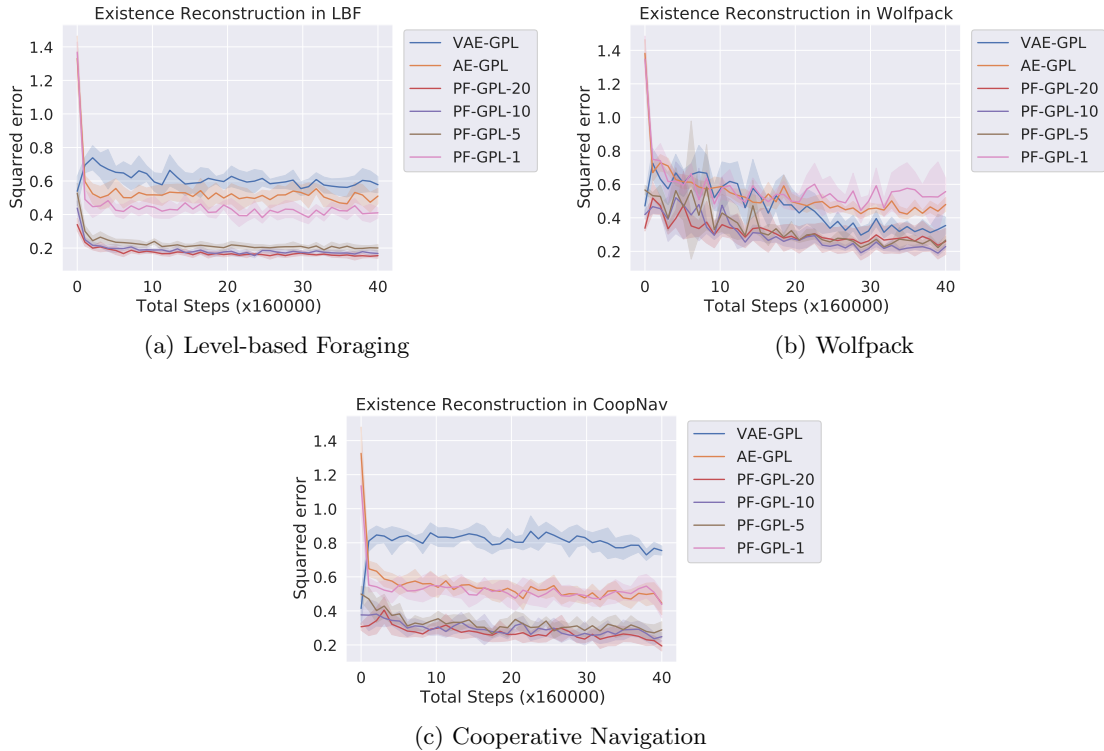 Existence Reconstruction in LBF
1.4
1.2
1.0
0.8
0.6
0.4
0.2
Squarred error
0 10 20 30 40
Total Steps (x160000)
VAE-GPL
AE-GPL
PF-GPL-20
PF-GPL-10
PF-GPL-5
PF-GPL-1
(a) Level-based Foraging
Existence Reconstruction in Wolfpack
1.4
1.2
1.0
0.8
0.6
0.4
0.2
Squarred error
0 10 20 30 40
Total Steps (x160000)
VAE-GPL
AE-GPL
PF-GPL-20
PF-GPL-10
PF-GPL-5
PF-GPL-1
(b) Wolfpack
Existence Reconstruction in CoopNav
1.4
1.2
1.0
0.8
0.6
0.4
0.2
Squarred error
0 10 20 30 40
Total Steps (x160000)
VAE-GPL
AE-GPL
PF-GPL-20
PF-GPL-10
PF-GPL-5
PF-GPL-1
(c) Cooperative Navigation